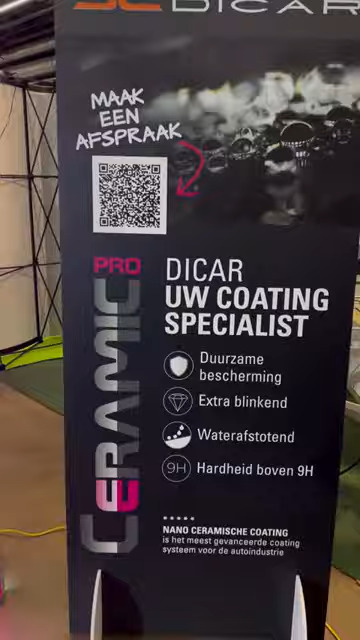 DICAR
MAAK
EEN
AFSPRAAK
CERAMIC PRO
DICAR
UW COATING
SPECIALIST
Duurzame
bescherming
Extra blinkend
Waterafstotend
9H
Hardheid boven 9H
NANO CERAMISCHE COATING
is het meest gevanceerde coating
systeem voor de autoindustrie